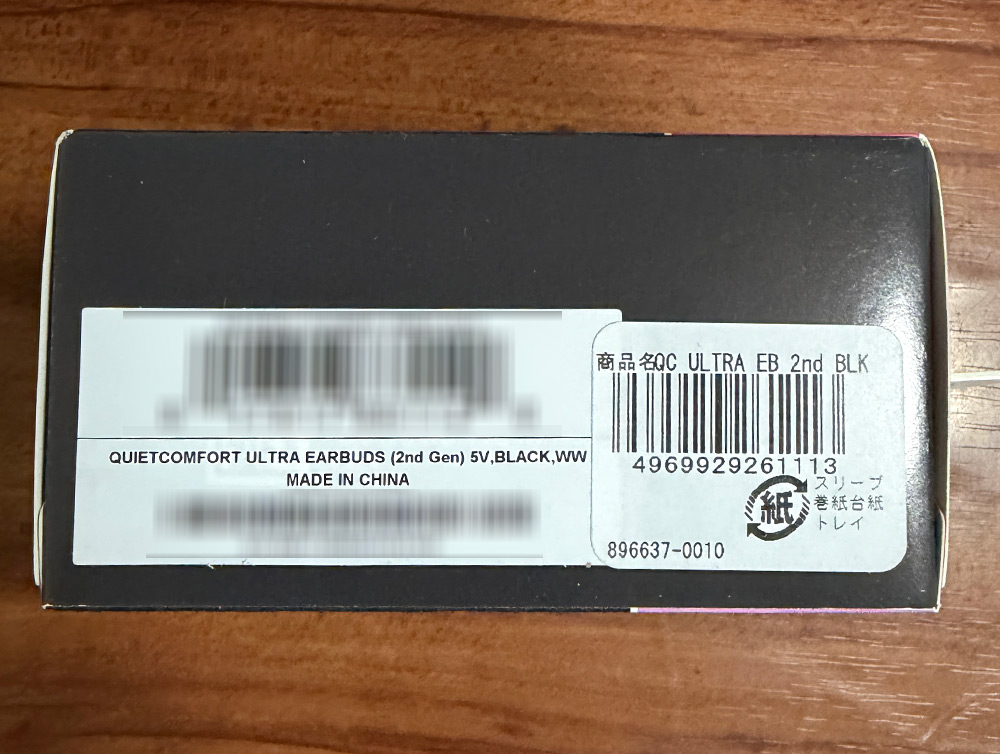 QUIETCOMFORT ULTRA EARBUDS (2nd Gen) 5V,BLACK,WW
MADE IN CHINA
商品名QC ULTRA EB 2nd BLK
4969929261113
紙
スリーブ
巻紙台紙
トレイ
896637-0010